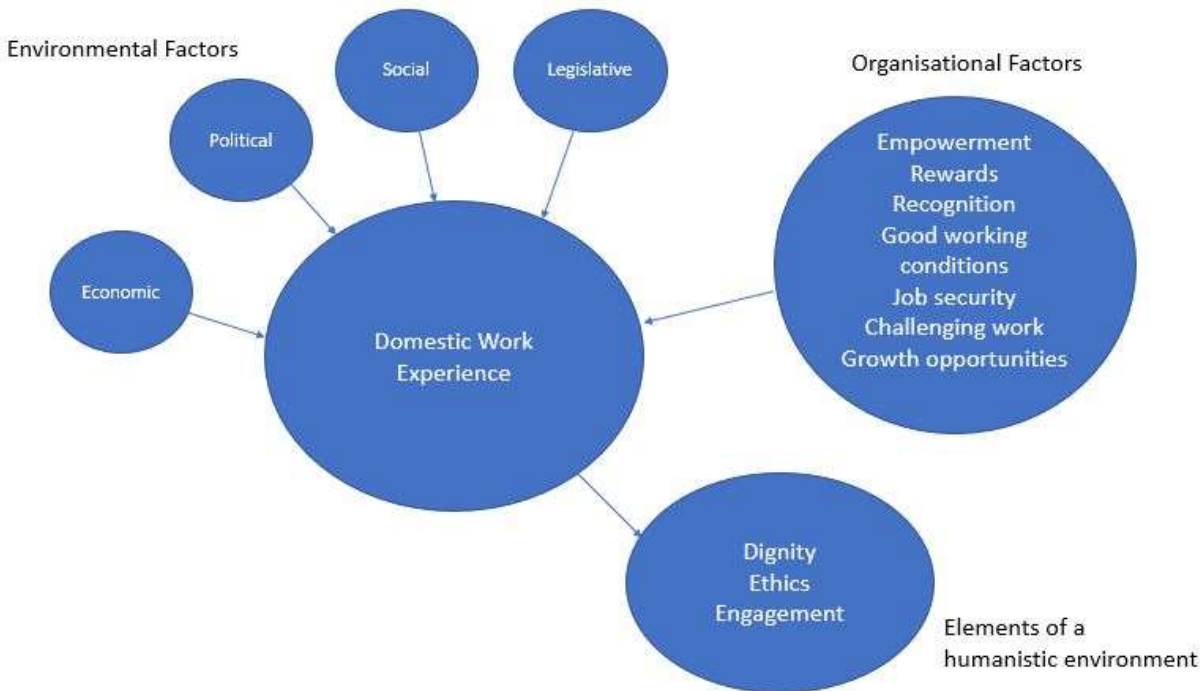 Environmental Factors
Social
Legislative
Political
Economic
Organisational Factors
Empowerment
Rewards
Recognition
Good working
conditions
Job security
Challenging work
Growth opportunities
Domestic Work
Experience
Dignity
Ethics
Engagement
Elements of a
humanistic environment